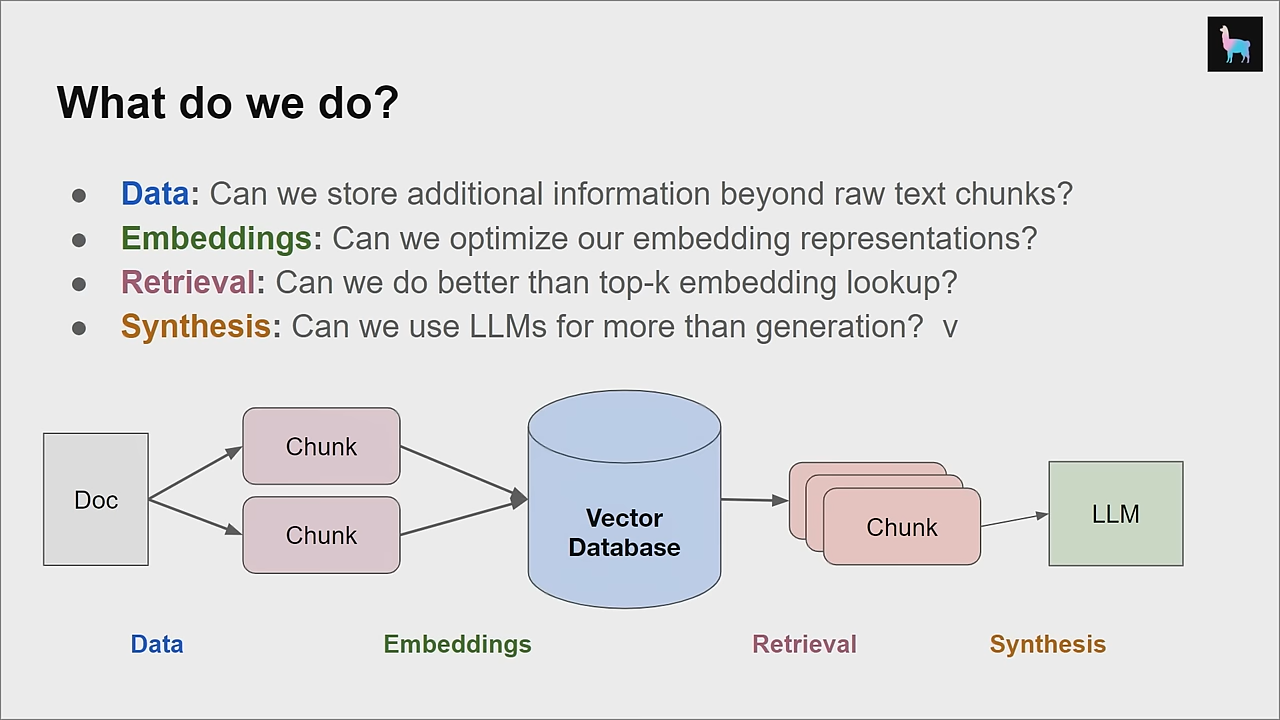 What do we do?
● Data: Can we store additional information beyond raw text chunks?
● Embeddings: Can we optimize our embedding representations?
● Retrieval: Can we do better than top-k embedding lookup?
● Synthesis: Can we use LLMs for more than generation?  v
Doc
Chunk
Chunk
Vector
Database
Chunk
LLM
Data
Embeddings
Retrieval
Synthesis